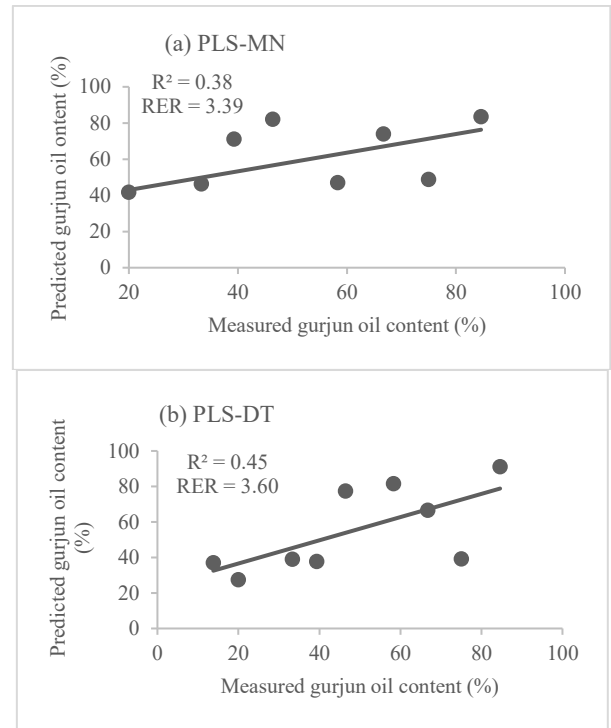 (a) PLS-MN
R² = 0.38
RER = 3.39
Predicted gurjun oil ontent (%)
100
80
60
40
20
0
20 40 60 80 100
Measured gurjun oil content (%)
(b) PLS-DT
R² = 0.45
RER = 3.60
Predicted gurjun oil content
(%)
100
80
60
40
20
0
0 20 40 60 80 100
Measured gurjun oil content (%)